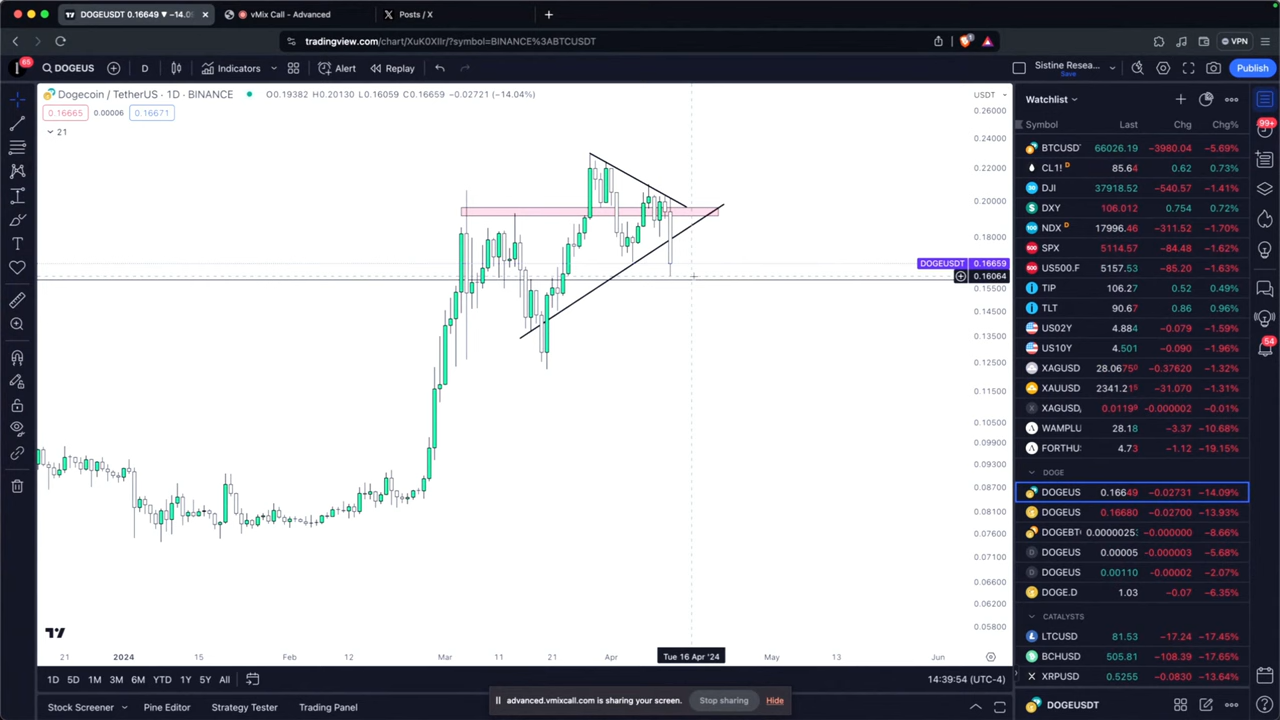 DOGEUSDT 0.16649 ▼ −14.0
vMix Call - Advanced
Posts / X
tradingview.com/chart/XuK0XIlr/?symbol=BINANCE%3ABTCUSDT
VPN
65
DOGEUS
D
Indicators
Alert
Replay
Sistine Resea...
Save
Publish
Dogecoin / TetherUS · 1D · BINANCE
O0.19382 H0.20130 L0.16059 C0.16659 −0.02721 (−14.04%)
0.16665 0.00006 0.16671
21
USDT
0.26000
0.24000
0.22000
0.20000
0.18000
DOGEUSDT 0.16659
0.16064
0.15500
0.14500
0.13500
0.12500
0.11500
0.10500
0.09900
0.09300
0.08700
0.08100
0.07600
0.07100
0.06600
0.06200
0.05800
21 2024 15 Feb 12 Mar 11 21 Apr Tue 16 Apr '24 May 13 Jun
1D 5D 1M 3M 6M YTD 1Y 5Y All
14:39:54 (UTC-4)
Stock Screener
Pine Editor
Strategy Tester
Trading Panel
advanced.vmixcall.com is sharing your screen.
Stop sharing
Hide
Watchlist
Symbol Last Chg Chg%
BTCUSD 66026.19 −3980.04 −5.69%
CL1! D 85.64 0.62 0.73%
DJI 37918.52 −540.57 −1.41%
DXY 106.012 0.754 0.72%
NDX D 17996.46 −311.52 −1.70%
SPX 5114.57 −84.48 −1.62%
US500.F 5157.53 −85.20 −1.63%
TIP 106.27 0.52 0.49%
TLT 90.67 0.86 0.96%
US02Y 4.884 −0.079 −1.59%
US10Y 4.501 −0.090 −1.96%
XAGUSD 28.0675 −0.37620 −1.32%
XAUUSD 2341.21 −31.070 −1.31%
XAGUSD, 0.0119 −0.000002 −0.01%
WAMPLU 28.18 −3.37 −10.68%
FORTHU: 4.73 −1.12 −19.15%
DOGE
DOGEUS 0.16649 −0.02731 −14.09%
DOGEUS 0.16680 −0.02700 −13.93%
DOGEBT 0.0000025 −0.000000 −8.66%
DOGEUS 0.00005 −0.000003 −5.68%
DOGEUS 0.00110 −0.00002 −2.07%
DOGE.D 1.03 −0.07 −6.35%
CATALYSTS
LTCUSD 81.53 −17.24 −17.45%
BCHUSD 505.81 −108.39 −17.65%
XRPUSD 0.5255 −0.0830 −13.64%
DOGEUSDT
99+
54